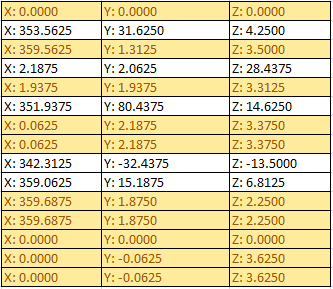 X: 0.0000 Y: 0.0000 Z: 0.0000
X: 353.5625 Y: 31.6250 Z: 4.2500
X: 359.5625 Y: 1.3125 Z: 3.5000
X: 2.1875 Y: 2.0625 Z: 28.4375
X: 1.9375 Y: 1.9375 Z: 3.3125
X: 351.9375 Y: 80.4375 Z: 14.6250
X: 0.0625 Y: 2.1875 Z: 3.3750
X: 0.0625 Y: 2.1875 Z: 3.3750
X: 342.3125 Y: -32.4375 Z: -13.5000
X: 359.0625 Y: 15.1875 Z: 6.8125
X: 359.6875 Y: 1.8750 Z: 2.2500
X: 359.6875 Y: 1.8750 Z: 2.2500
X: 0.0000 Y: 0.0000 Z: 0.0000
X: 0.0000 Y: -0.0625 Z: 3.6250
X: 0.0000 Y: -0.0625 Z: 3.6250